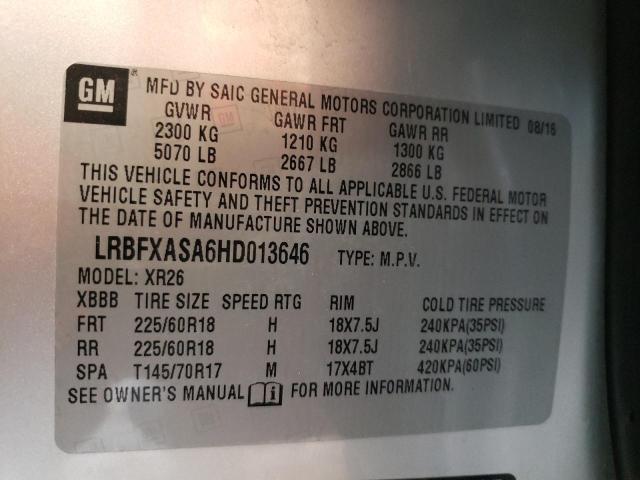 GM
MFD BY SAIC GENERAL MOTORS CORPORATION LIMITED 08/16
GVWR GAWR FRT GAWR RR
2300 KG 1210 KG 1300 KG
5070 LB 2667 LB 2866 LB
THIS VEHICLE CONFORMS TO ALL APPLICABLE U.S. FEDERAL MOTOR
VEHICLE SAFETY AND THEFT PREVENTION STANDARDS IN EFFECT ON
THE DATE OF MANUFACTURE SHOWN ABOVE.
LRBFXASA6HD013646 TYPE: M.P.V.
MODEL: XR26
XBBB TIRE SIZE SPEED RTG RIM COLD TIRE PRESSURE
FRT 225/60R18 H 18X7.5J 240KPA(35PSI)
RR 225/60R18 H 18X7.5J 240KPA(35PSI)
SPA T145/70R17 M 17X4BT 420KPA(60PSI)
SEE OWNER'S MANUAL FOR MORE INFORMATION.